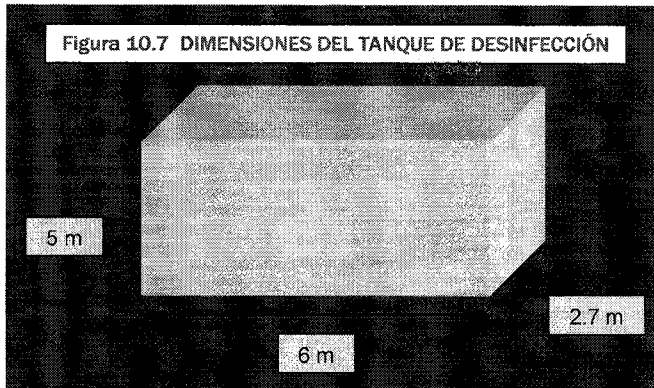 Figura 10.7 DIMENSIONES DEL TANQUE DE DESINFECCIÓN
5 m
2.7 m
6 m